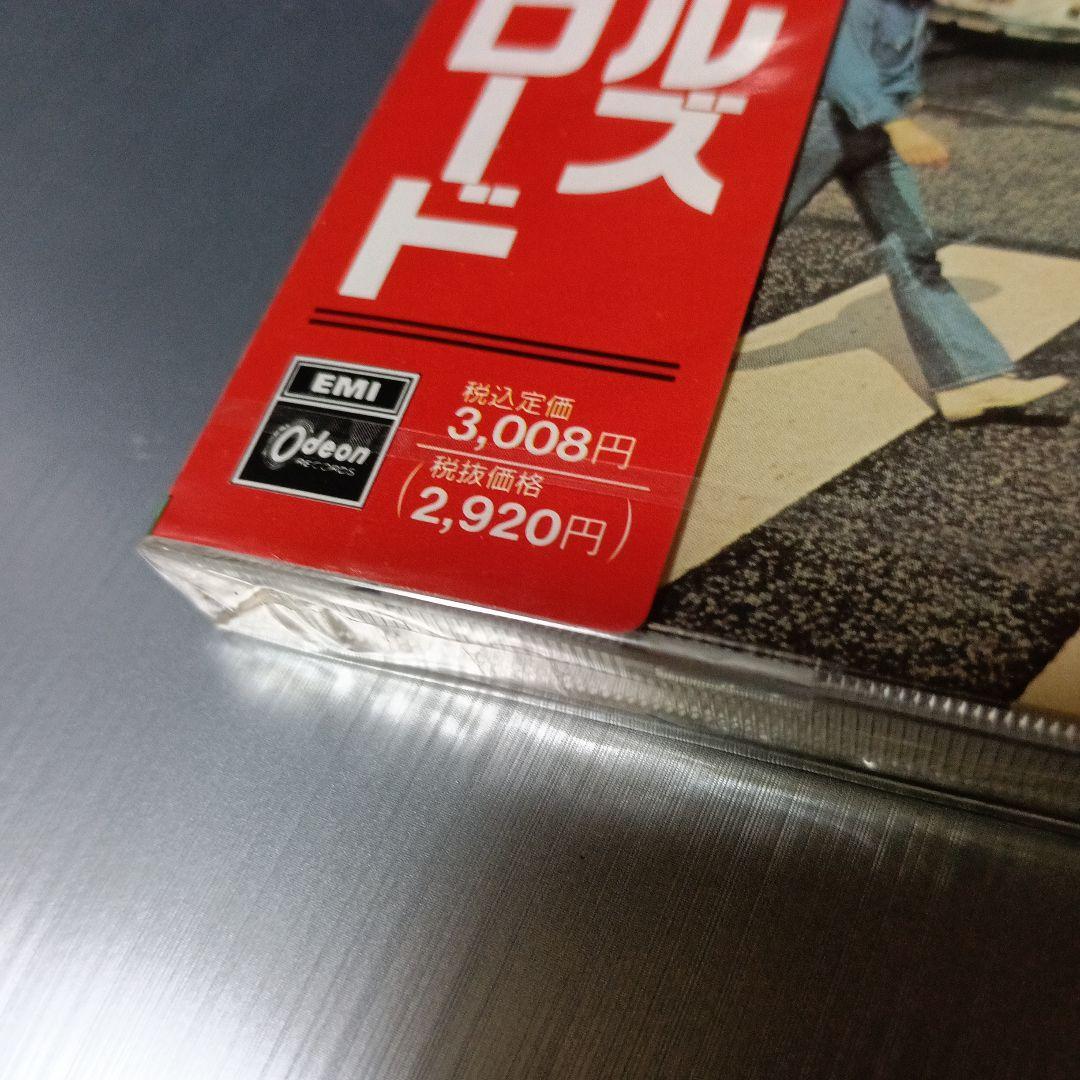 ルズ
ロード
EMI
Odeon
RECORDS
税込定価
3,008円
(税抜価格
2,920円)